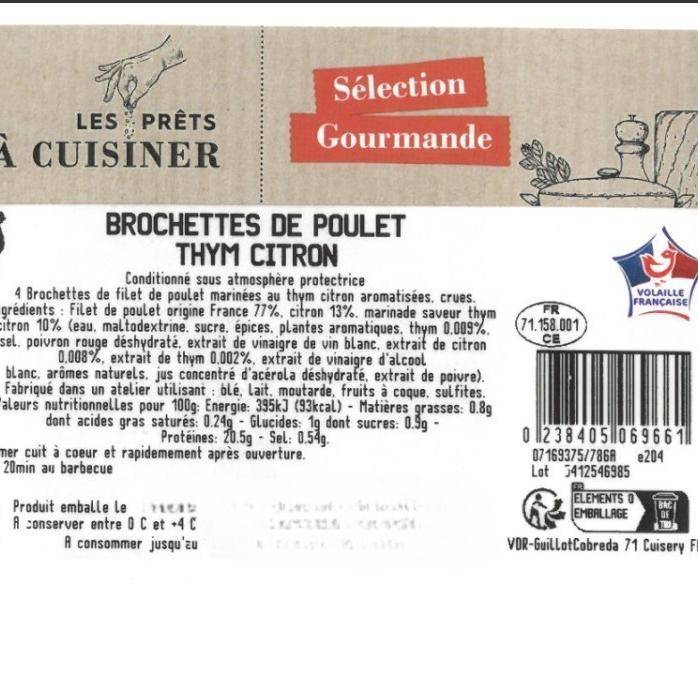 LES PRÊTS
À CUISINER
Sélection
Gourmande
BROCHETTES DE POULET
THYM CITRON
Conditionné sous atmosphère protectrice
4 Brochettes de filet de poulet marinées au thym citron aromatisées, crues.
grédients : Filet de poulet origine France 77%, citron 13%, marinade saveur thym
citron 10% (eau, maltodextrine, sucre, épices, plantes aromatiques, thym 0.009%,
sel, poivron rouge déshydraté, extrait de vinaigre de vin blanc, extrait de citron
0.008%, extrait de thym 0.002%, extrait de vinaigre d'alcool
blanc, arômes naturels, jus concentré d'acérola déshydraté, extrait de poivre).
Fabriqué dans un atelier utilisant : blé, lait, moutarde, fruits à coque, sulfites.
aleurs nutritionnelles pour 100g: Energie: 395kJ (93kcal) - Matières grasses: 0.8g
dont acides gras saturés: 0.24g - Glucides: 1g dont sucres: 0.9g -
Protéines: 20.5g - Sel: 0.54g.
mer cuit à coeur et rapidemement après ouverture.
20min au barbecue
Produit emballe le
A conserver entre 0 C et +4 C
A consommer jusqu'au
VOLAILLE
FRANÇAISE
FR
71.158.001
CE
0 238405 069661
07169375/786A e204
Lot 5412546985
FR
ELEMENTS D
EMBALLAGE
BAC
DE
TRI
VDR-GuillotCobreda 71 Cuisery F